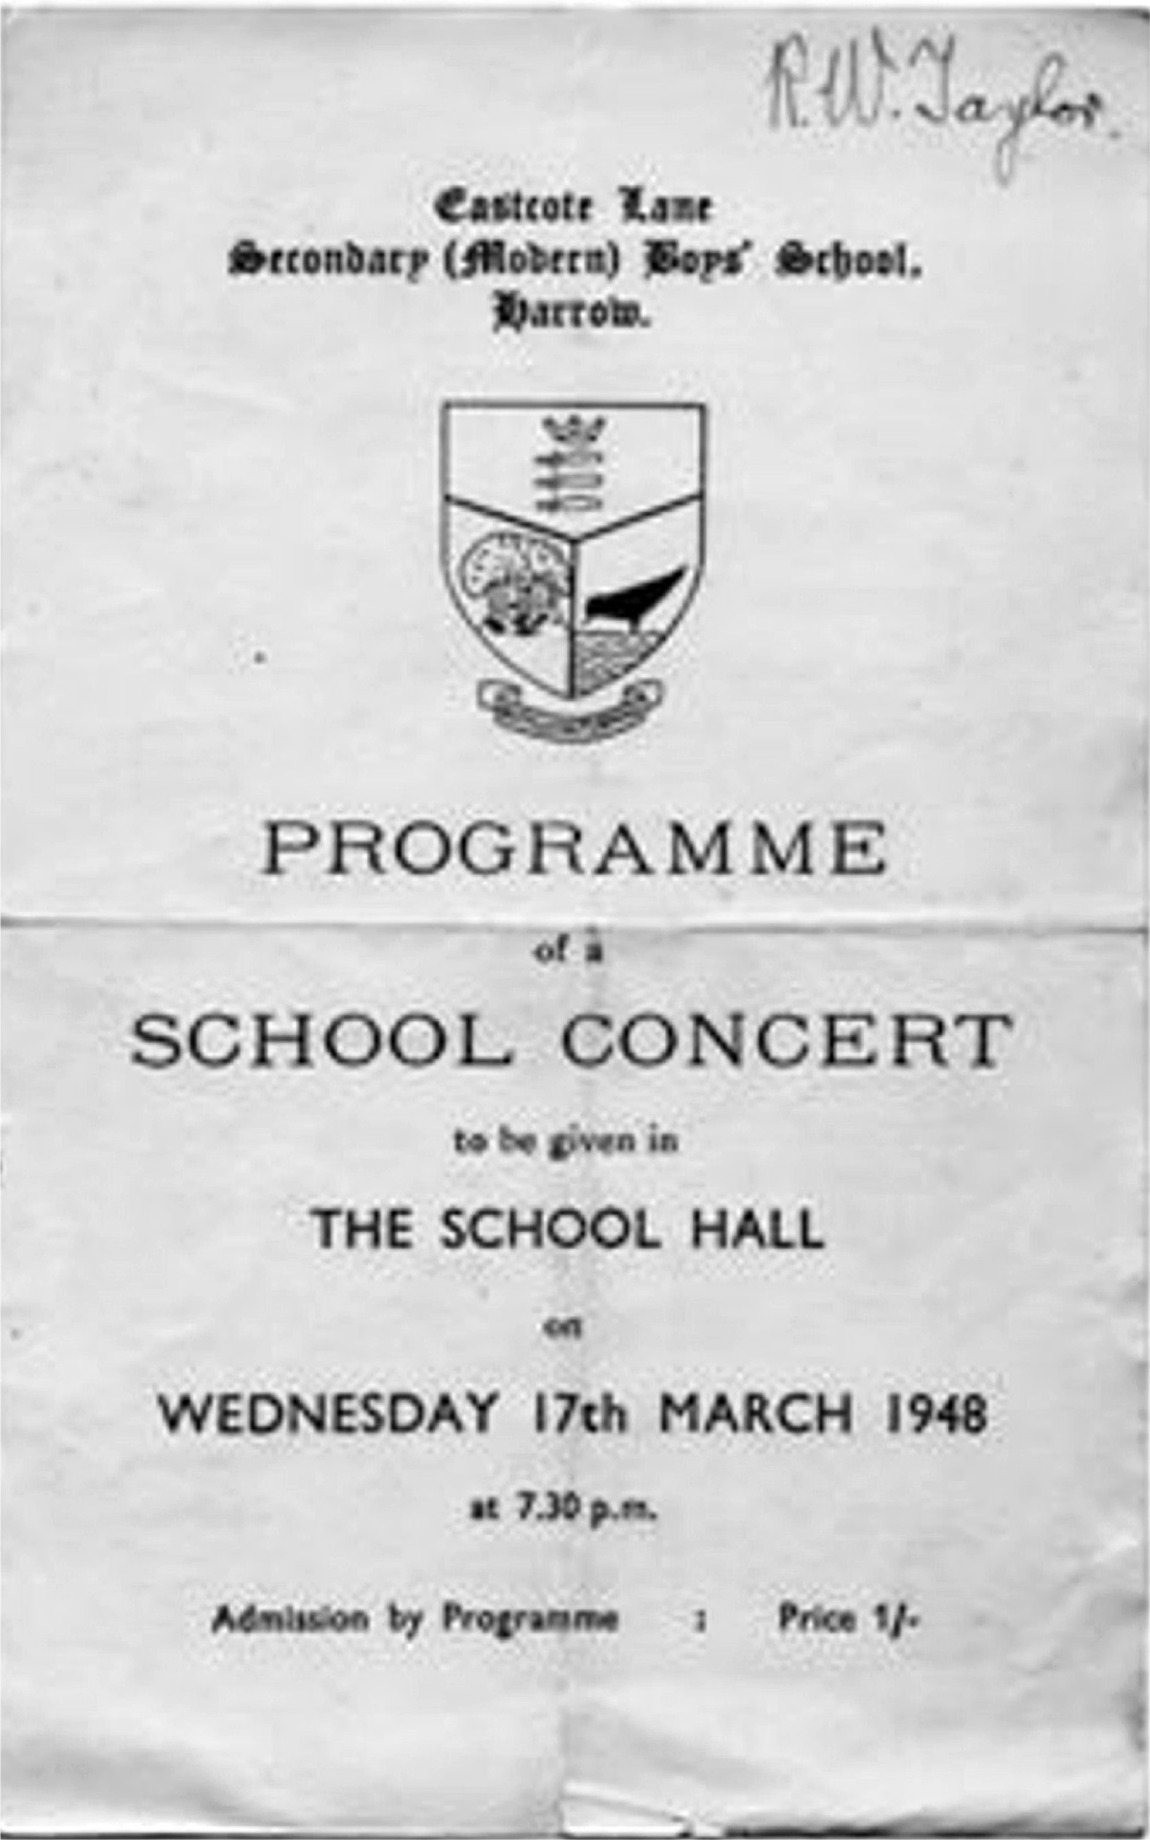 R.W. Taylor.
Eastcote Lane
Secondary (Modern) Boys' School,
Harrow.
PROGRAMME
of a
SCHOOL CONCERT
to be given in
THE SCHOOL HALL
on
WEDNESDAY 17th MARCH 1948
at 7.30 p.m.
Admission by Programme : Price 1/-